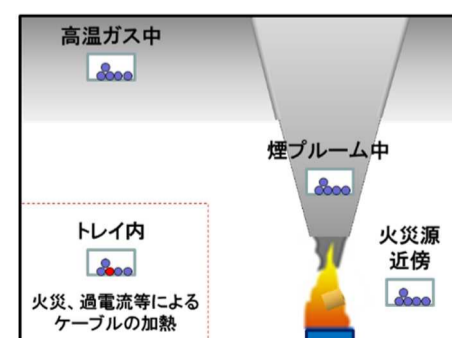 高温ガス中
煙プルーム中
トレイ内
火災、過電流等による
ケーブルの加熱
火災源
近傍